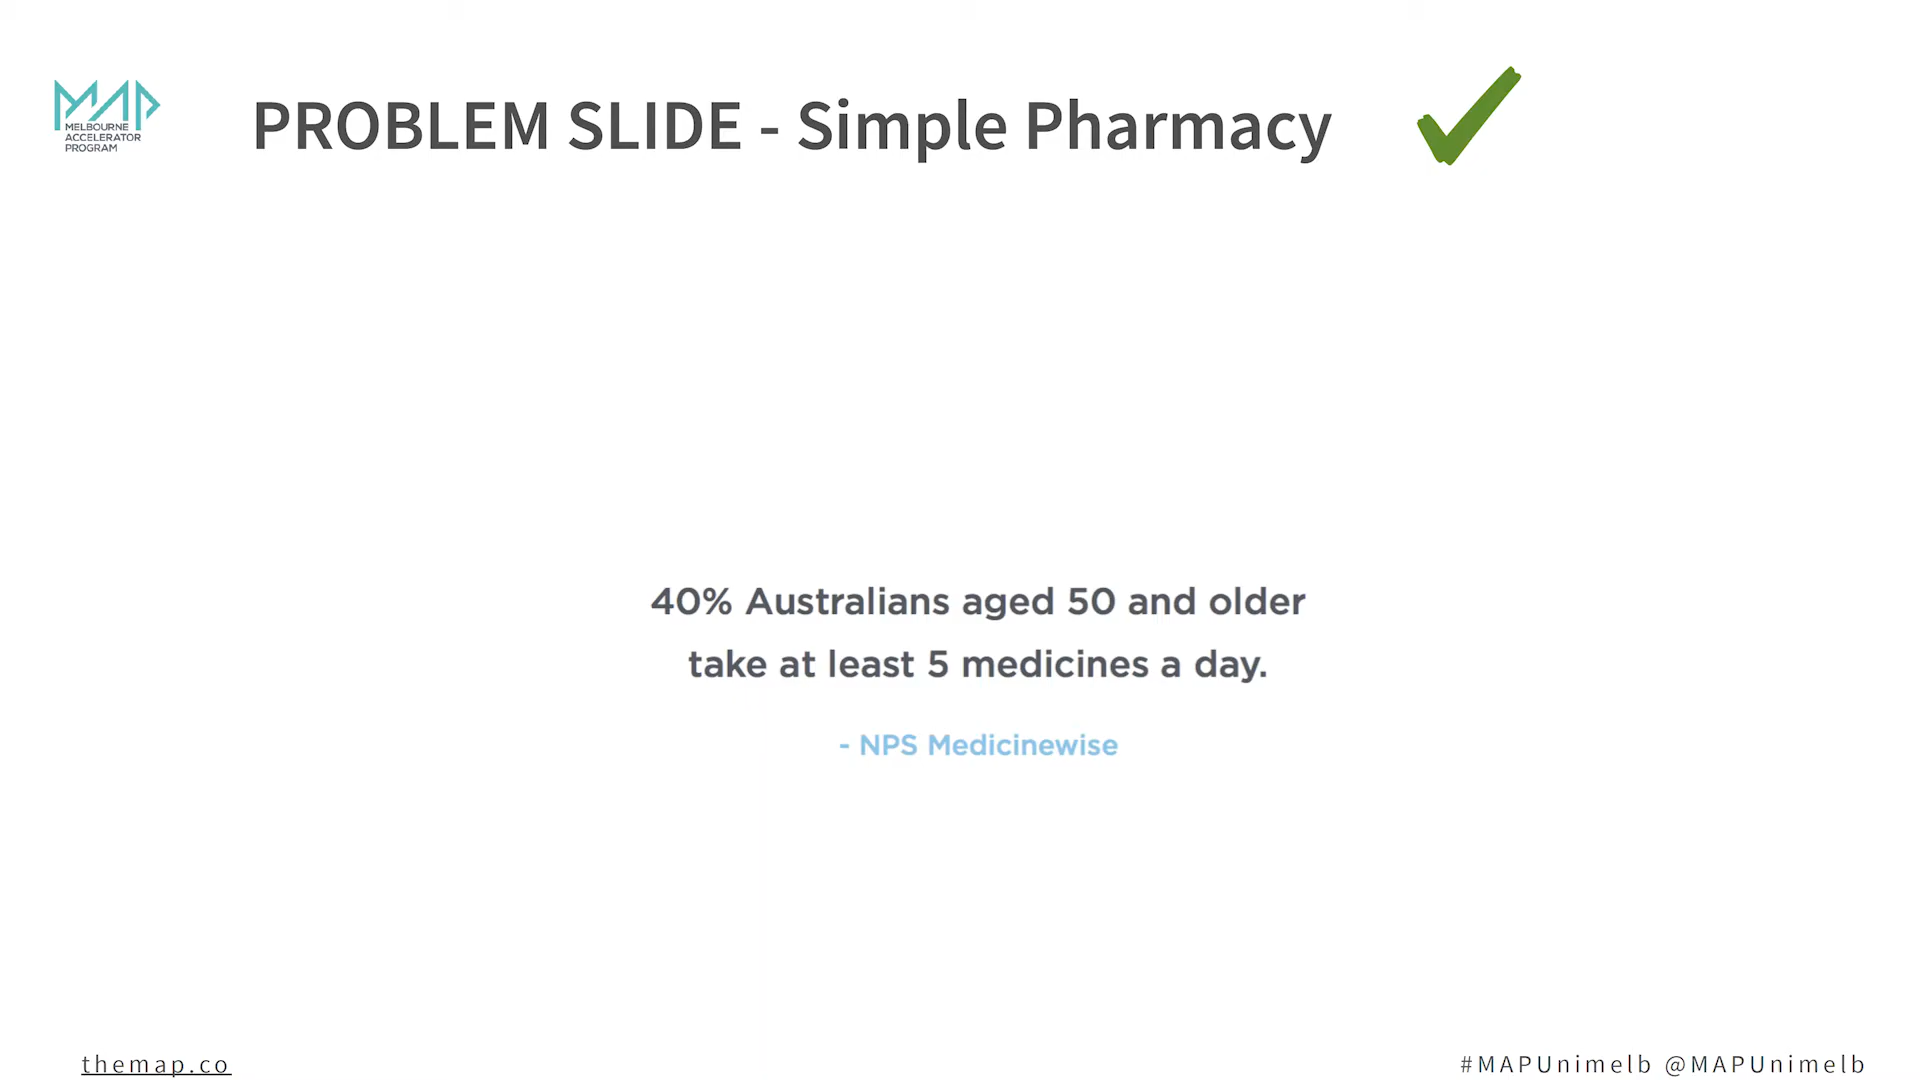 MELBOURNE
ACCELERATOR
PROGRAM
PROBLEM SLIDE - Simple Pharmacy
40% Australians aged 50 and older
take at least 5 medicines a day.
- NPS Medicinewise
themap.co
#MAPUnimelb @MAPUnimelb